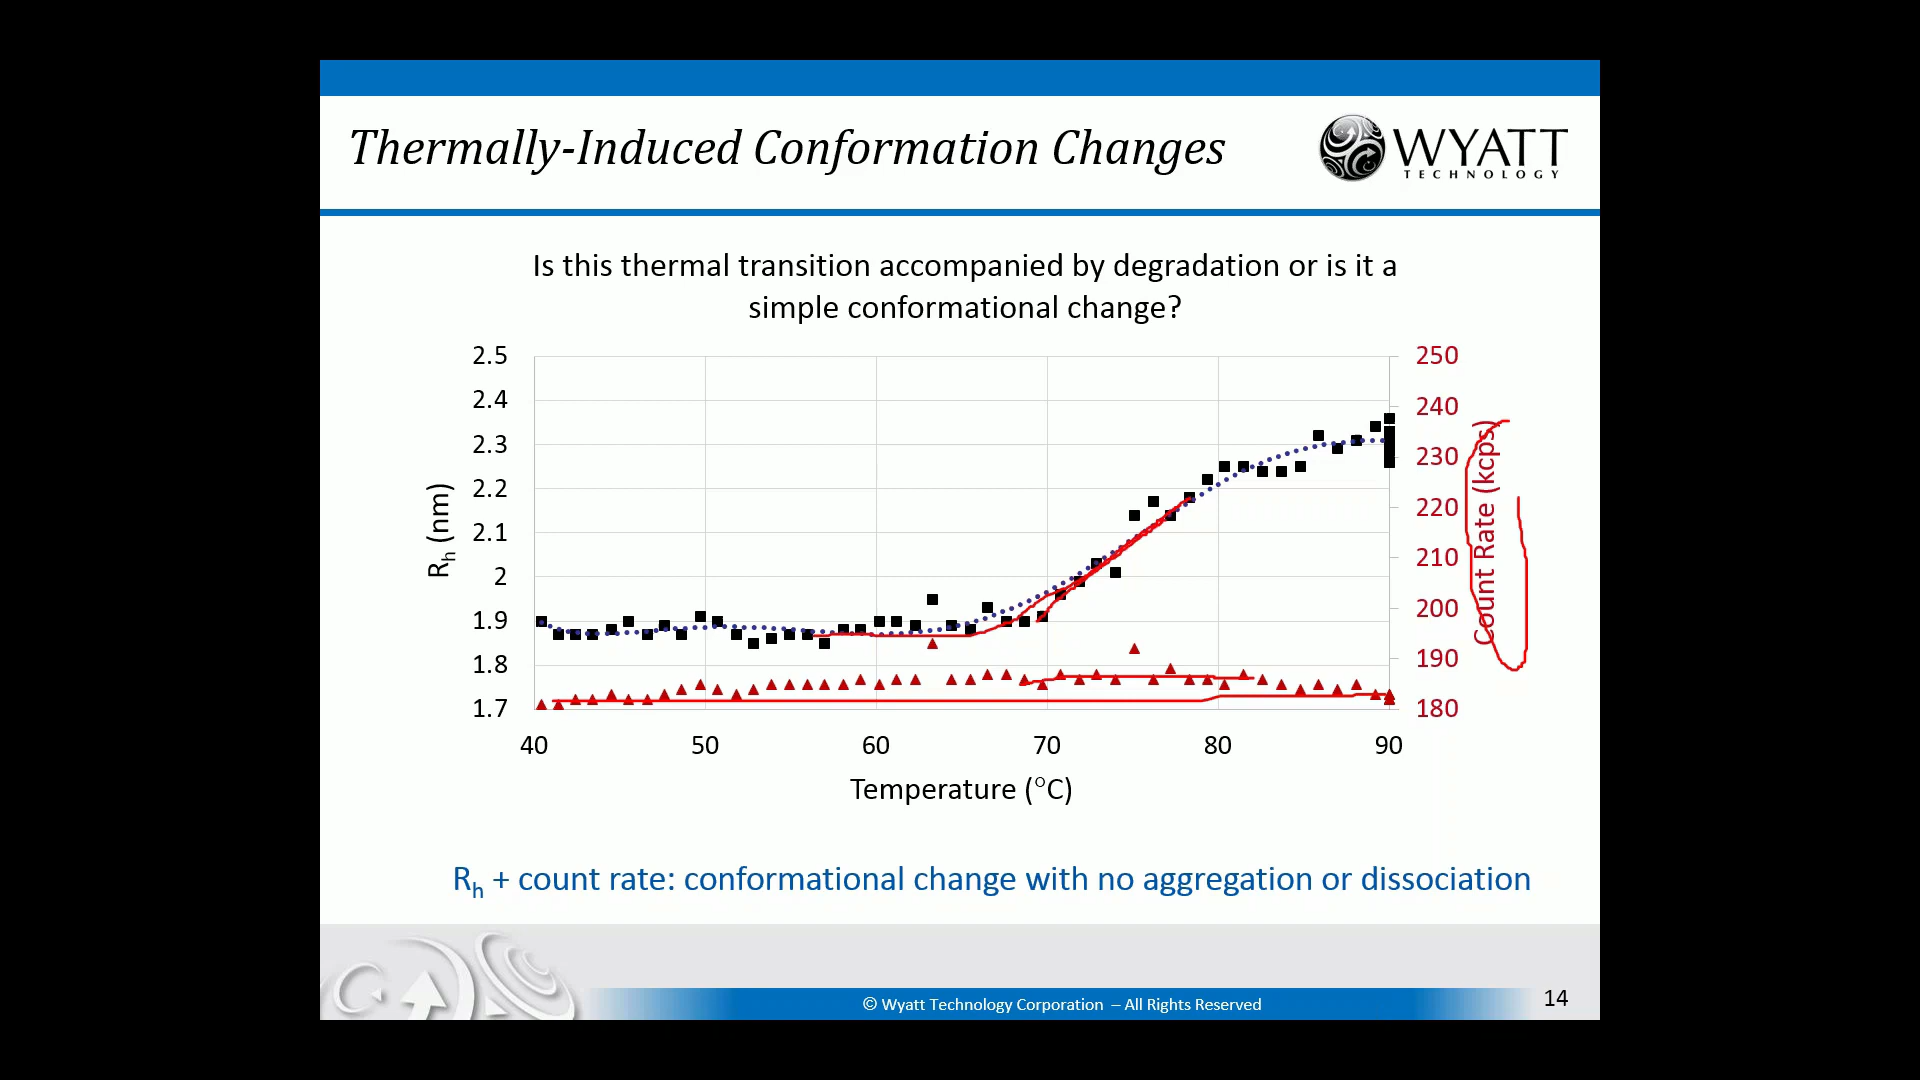 Thermally-Induced Conformation Changes
WYATT
TECHNOLOGY
Is this thermal transition accompanied by degradation or is it a
simple conformational change?
2.5
2.4
2.3
2.2
2.1
2
1.9
1.8
1.7
Rh (nm)
250
240
230
220
210
200
190
180
Count Rate (kcps)
40 50 60 70 80 90
Temperature (°C)
Rh + count rate: conformational change with no aggregation or dissociation
© Wyatt Technology Corporation – All Rights Reserved
14